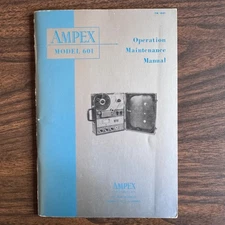 AMPEX
MODEL 601
Operation
Maintenance
Manual
AMPEX